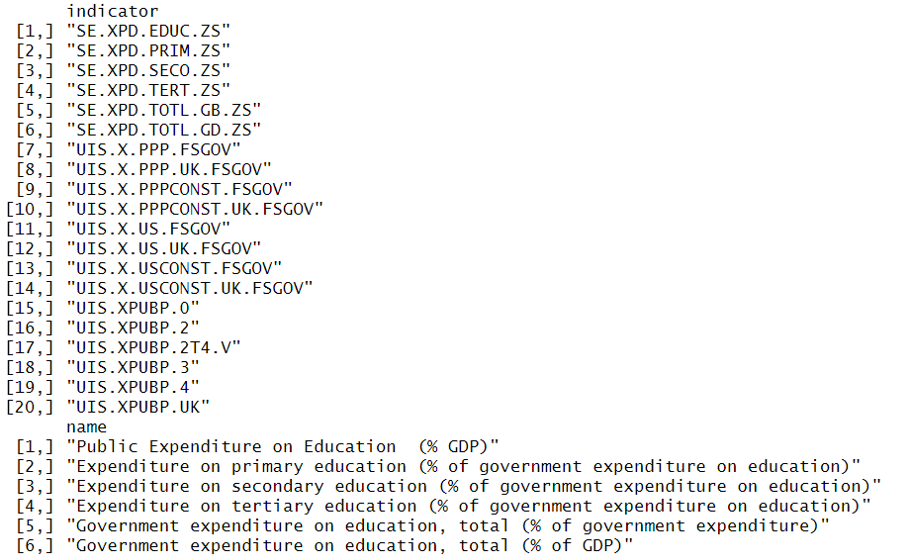 indicator
[1,] "SE.XPD.EDUC.ZS"
[2,] "SE.XPD.PRIM.ZS"
[3,] "SE.XPD.SECO.ZS"
[4,] "SE.XPD.TERT.ZS"
[5,] "SE.XPD.TOTL.GB.ZS"
[6,] "SE.XPD.TOTL.GD.ZS"
[7,] "UIS.X.PPP.FSGOV"
[8,] "UIS.X.PPP.UK.FSGOV"
[9,] "UIS.X.PPPCONST.FSGOV"
[10,] "UIS.X.PPPCONST.UK.FSGOV"
[11,] "UIS.X.US.FSGOV"
[12,] "UIS.X.US.UK.FSGOV"
[13,] "UIS.X.USCONST.FSGOV"
[14,] "UIS.X.USCONST.UK.FSGOV"
[15,] "UIS.XPUBP.0"
[16,] "UIS.XPUBP.2"
[17,] "UIS.XPUBP.2T4.V"
[18,] "UIS.XPUBP.3"
[19,] "UIS.XPUBP.4"
[20,] "UIS.XPUBP.UK"
name
[1,] "Public Expenditure on Education  (% GDP)"
[2,] "Expenditure on primary education (% of government expenditure on education)"
[3,] "Expenditure on secondary education (% of government expenditure on education)"
[4,] "Expenditure on tertiary education (% of government expenditure on education)"
[5,] "Government expenditure on education, total (% of government expenditure)"
[6,] "Government expenditure on education, total (% of GDP)"